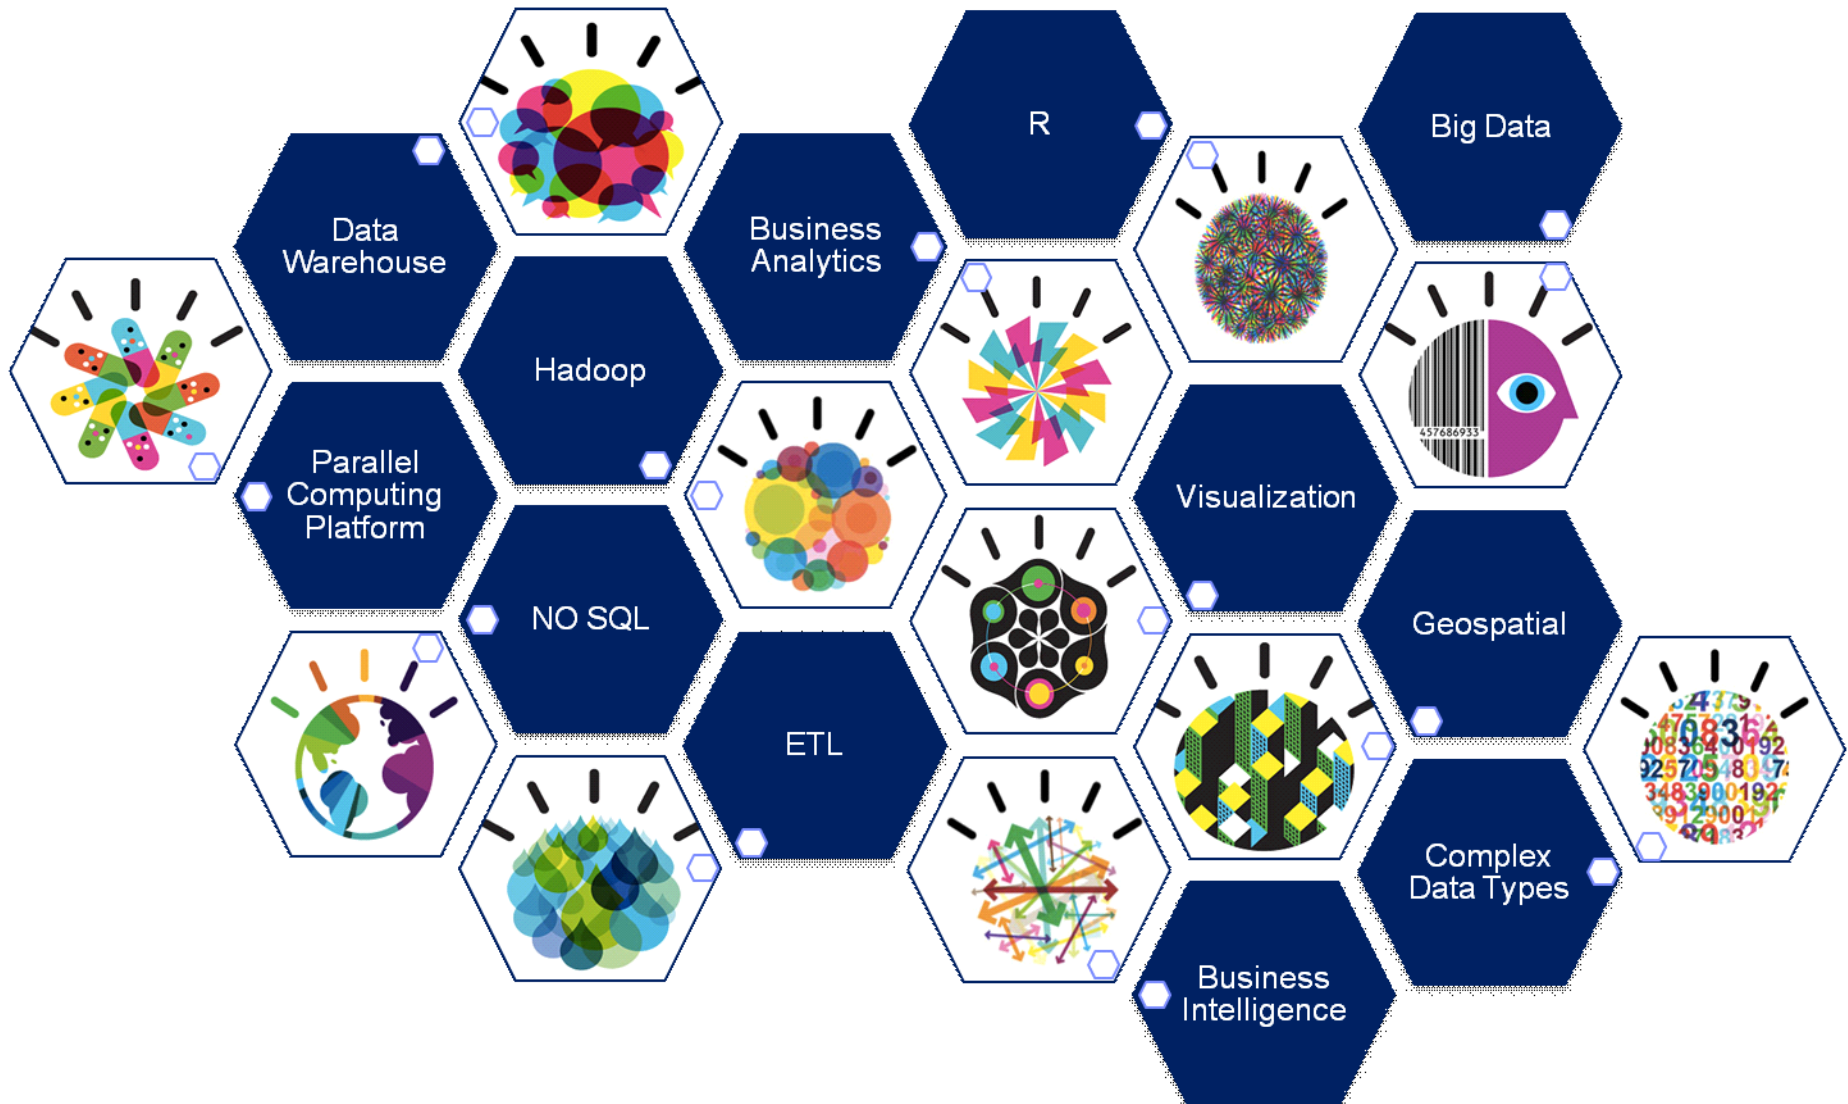 R
Big Data
Data
Warehouse
Business
Analytics
Hadoop
457686933
Parallel
Computing
Platform
Visualization
NO SQL
Geospatial
ETL
Complex
Data Types
Business
Intelligence